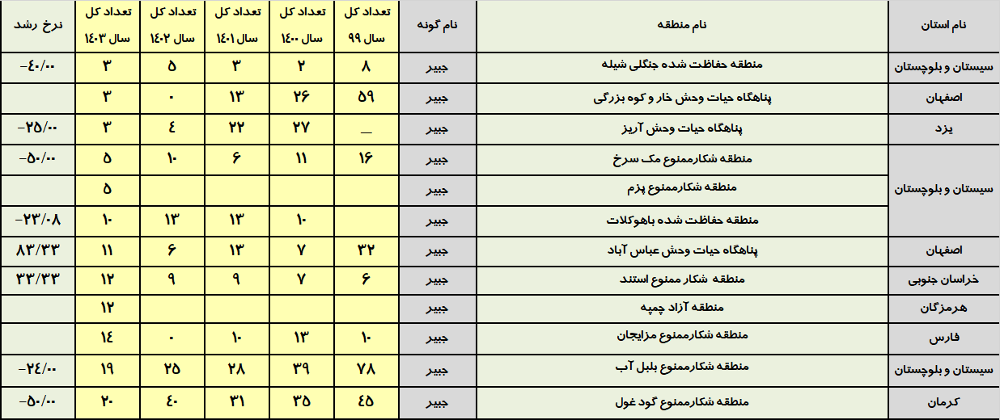 نام استان | نام منطقه | نام گونه | تعداد کل سال ۹۹ | تعداد کل سال ۱۴۰۰ | تعداد کل سال ۱۴۰۱ | تعداد کل سال ۱۴۰۲ | تعداد کل سال ۱۴۰۳ | نرخ رشد
سیستان و بلوچستان | منطقه حفاظت شده جنگلی شیله | جبیر | ۸ | ۲ | ۳ | ۵ | ۳ | -۴۰/۰۰
اصفهان | پناهگاه حیات وحش خار و کوه بزرگی | جبیر | ۵۹ | ۲۶ | ۱۳ | ۰ | ۳ |
یزد | پناهگاه حیات وحش آریز | جبیر | _ | ۲۷ | ۲۲ | ۴ | ۳ | -۲۵/۰۰
سیستان و بلوچستان | منطقه شکارممنوع مک سرخ | جبیر | ۱۶ | ۱۱ | ۶ | ۱۰ | ۵ | -۵۰/۰۰
منطقه شکارممنوع پزم | جبیر | | | | | ۵ |
منطقه حفاظت شده باهوکلات | جبیر | | ۱۰ | ۱۳ | ۱۳ | ۱۰ | -۲۳/۰۸
اصفهان | پناهگاه حیات وحش عباس آباد | جبیر | ۳۲ | ۷ | ۱۳ | ۶ | ۱۱ | ۸۳/۳۳
خراسان جنوبی | منطقه شکار ممنوع استند | جبیر | ۶ | ۷ | ۹ | ۹ | ۱۲ | ۳۳/۳۳
هرمزگان | منطقه آزاد چمپه | جبیر | | | | | ۱۲ |
فارس | منطقه شکارممنوع مزایجان | جبیر | ۱۰ | ۱۳ | ۱۰ | ۰ | ۱۴ |
سیستان و بلوچستان | منطقه شکارممنوع بلبل آب | جبیر | ۷۸ | ۳۹ | ۲۸ | ۲۵ | ۱۹ | -۲۴/۰۰
کرمان | منطقه شکارممنوع گود غول | جبیر | ۴۵ | ۳۵ | ۳۱ | ۴۰ | ۲۰ | -۵۰/۰۰